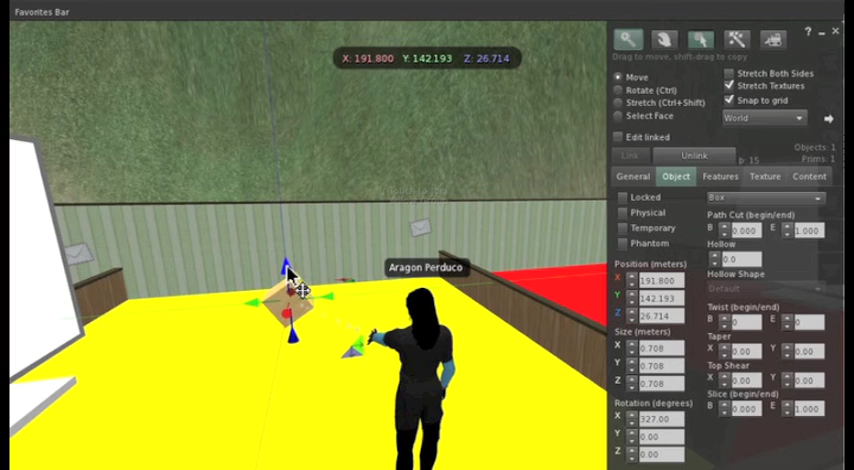 Favorites Bar
X: 191.800 Y: 142.193 Z: 26.714
Aragon Perduco
?
Drag to move, shift-drag to copy
Move
Rotate (Ctrl)
Stretch (Ctrl+Shift)
Select Face
Stretch Both Sides
Stretch Textures
Snap to grid
World
Edit linked
Link
Unlink
Objects: 1
Prims: 1
General
Object
Features
Texture
Content
Locked
Physical
Temporary
Phantom
Position (meters)
X 191.800
Y 142.193
Z 26.714
Size (meters)
X 0.708
Y 0.708
Z 0.708
Rotation (degrees)
X 327.00
Y 0.00
Z 0.00
Box
Path Cut (begin/end)
B 0.000 E 1.000
Hollow
0.0
Hollow Shape
Default
Twist (begin/end)
B 0 E 0
Taper
X 0.00 Y 0.00
Top Shear
X 0.00 Y 0.00
Slice (begin/end)
B 0.000 E 1.000